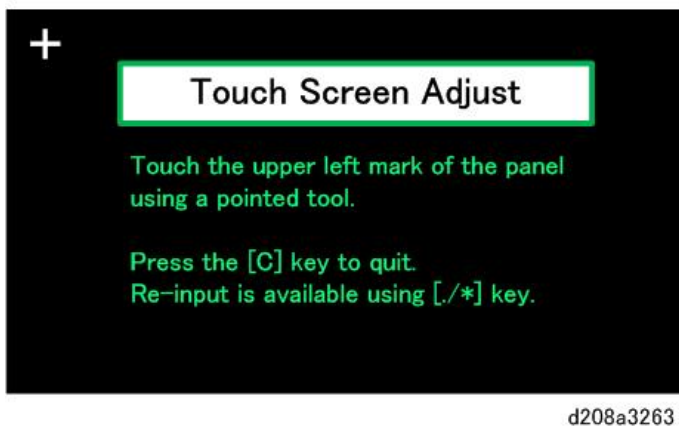 Touch Screen Adjust
Touch the upper left mark of the panel
using a pointed tool.
Press the [C] key to quit.
Re-input is available using [./*] key.
d208a3263